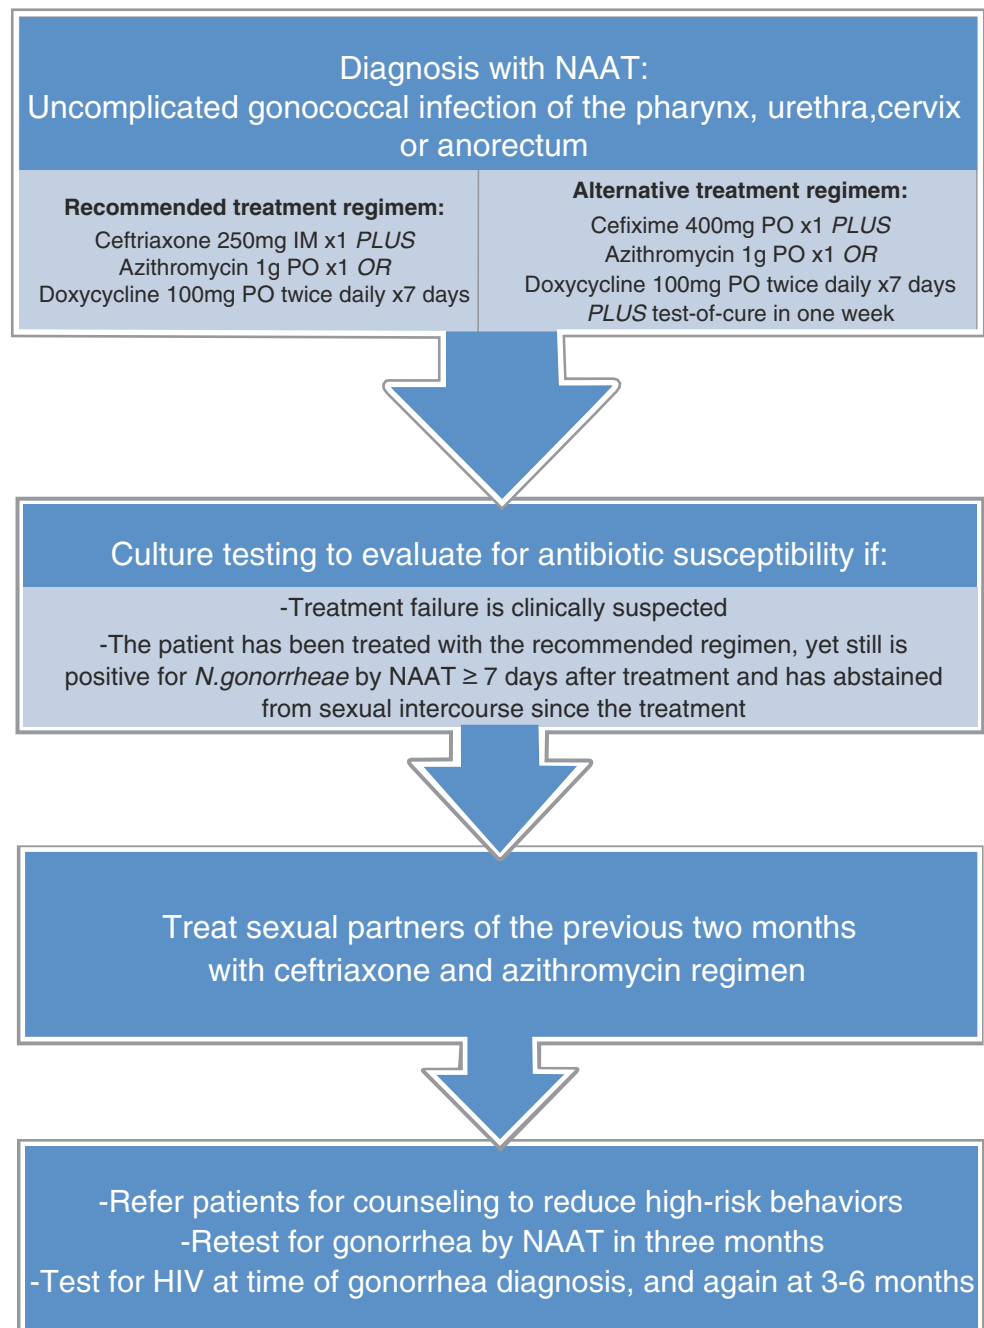 Diagnosis with NAAT:
Uncomplicated gonococcal infection of the pharynx, urethra,cervix
or anorectum
Recommended treatment regimem:
Ceftriaxone 250mg IM x1 PLUS
Azithromycin 1g PO x1 OR
Doxycycline 100mg PO twice daily x7 days
Alternative treatment regimem:
Cefixime 400mg PO x1 PLUS
Azithromycin 1g PO x1 OR
Doxycycline 100mg PO twice daily x7 days
PLUS test-of-cure in one week
Culture testing to evaluate for antibiotic susceptibility if:
-Treatment failure is clinically suspected
-The patient has been treated with the recommended regimen, yet still is
positive for N.gonorrheae by NAAT ≥ 7 days after treatment and has abstained
from sexual intercourse since the treatment
Treat sexual partners of the previous two months
with ceftriaxone and azithromycin regimen
-Refer patients for counseling to reduce high-risk behaviors
-Retest for gonorrhea by NAAT in three months
-Test for HIV at time of gonorrhea diagnosis, and again at 3-6 months